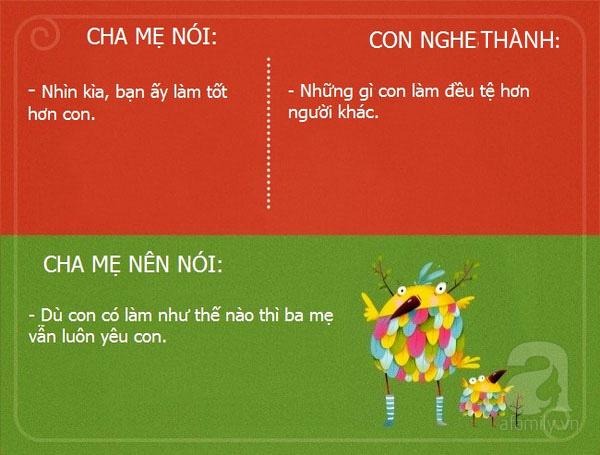 CHA MẸ NÓI:
- Nhìn kìa, bạn ấy làm tốt
hơn con.
CON NGHE THÀNH:
- Những gì con làm đều tệ hơn
người khác.
CHA MẸ NÊN NÓI:
- Dù con có làm như thế nào thì ba mẹ
vẫn luôn yêu con.
a
afamily.vn